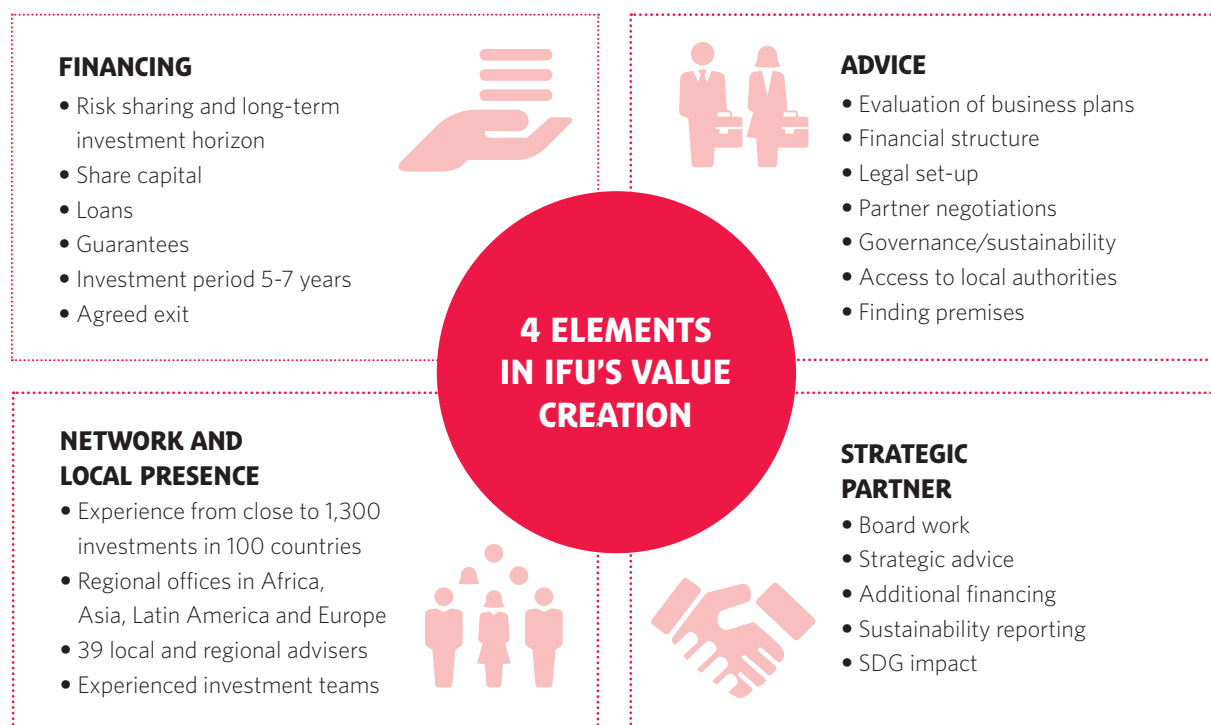 FINANCING
• Risk sharing and long-term
investment horizon
• Share capital
• Loans
• Guarantees
• Investment period 5-7 years
• Agreed exit
ADVICE
• Evaluation of business plans
• Financial structure
• Legal set-up
• Partner negotiations
• Governance/sustainability
• Access to local authorities
• Finding premises
4 ELEMENTS
IN IFU'S VALUE
CREATION
NETWORK AND
LOCAL PRESENCE
• Experience from close to 1,300
investments in 100 countries
• Regional offices in Africa,
Asia, Latin America and Europe
• 39 local and regional advisers
• Experienced investment teams
STRATEGIC
PARTNER
• Board work
• Strategic advice
• Additional financing
• Sustainability reporting
• SDG impact